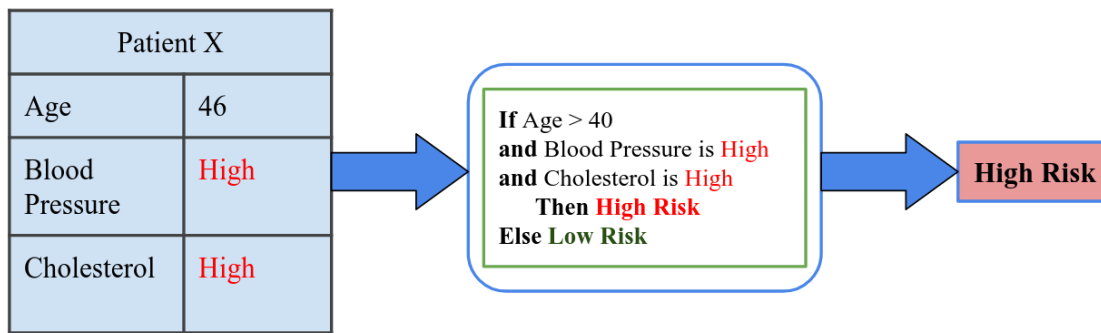 Patient X
Age 46
Blood High
Pressure
Cholesterol High
If Age > 40
and Blood Pressure is High
and Cholesterol is High
Then High Risk
Else Low Risk
High Risk